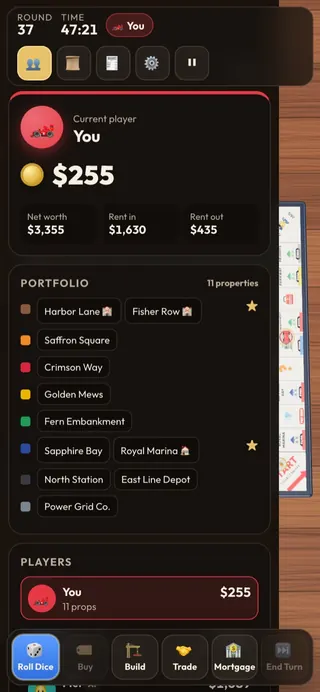 ROUND TIME
37 47:21 You
Current player
You
$255
Net worth Rent in Rent out
$3,355 $1,630 $435
PORTFOLIO 11 properties
Harbor Lane Fisher Row
Saffron Square
Crimson Way
Golden Mews
Fern Embankment
Sapphire Bay Royal Marina
North Station East Line Depot
Power Grid Co.
PLAYERS
You $255
11 props
Roll Dice Buy Build Trade Mortgage End Turn